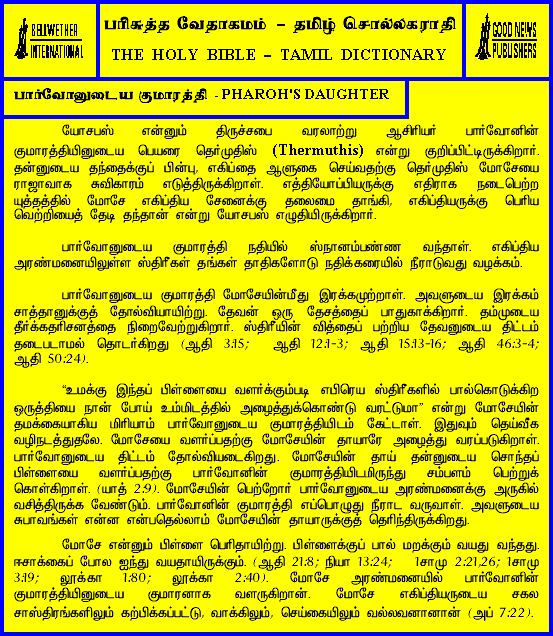 BELLWETHER
INTERNATIONAL
பரிசுத்த வேதாகமம் – தமிழ் சொல்லகராதி
THE HOLY BIBLE – TAMIL DICTIONARY
GOOD NEWS
PUBLISHERS
பார்வோனுடைய குமாரத்தி - PHAROH'S DAUGHTER
யோசபஸ் என்னும் திருச்சபை வரலாற்று ஆசிரியர் பார்வோனின்
குமாரத்தியினுடைய பெயரை தெர்முதிஸ் (Thermuthis) என்று குறிப்பிட்டிருக்கிறார்.
தன்னுடைய தந்தைக்குப் பின்பு, எகிப்தை ஆளுகை செய்வதற்கு தெர்முதிஸ் மோசேயை
ராஜாவாக சுவிகாரம் எடுத்திருக்கிறாள். எத்தியோப்பியருக்கு எதிராக நடைபெற்ற
யுத்தத்தில் மோசே எகிப்திய சேனைக்கு தலைமை தாங்கி, எகிப்தியருக்கு பெரிய
வெற்றியைத் தேடி தந்தான் என்று யோசபஸ் எழுதியிருக்கிறார்.
பார்வோனுடைய குமாரத்தி நதியில் ஸ்நானம்பண்ண வந்தாள். எகிப்திய
அரண்மனையிலுள்ள ஸ்திரீகள் தங்கள் தாதிகளோடு நதிக்கரையில் நீராடுவது வழக்கம்.
பார்வோனுடைய குமாரத்தி மோசேயின்மீது இரக்கமுற்றாள். அவளுடைய இரக்கம்
சாத்தானுக்குத் தோல்வியாயிற்று. தேவன் ஒரு தேசத்தைப் பாதுகாக்கிறார். தம்முடைய
தீர்க்கதரிசனத்தை நிறைவேற்றுகிறார். ஸ்திரீயின் வித்தைப் பற்றிய தேவனுடைய திட்டம்
தடைபடாமல் தொடர்கிறது (ஆதி 3:15; ஆதி 12:1-3; ஆதி 15:13-16; ஆதி 46:3-4;
ஆதி 50:24).
“உமக்கு இந்தப் பிள்ளையை வளர்க்கும்படி எபிரெய ஸ்திரீகளில் பால்கொடுக்கிற
ஒருத்தியை நான் போய் உம்மிடத்தில் அழைத்துக்கொண்டு வரட்டுமா” என்று மோசேயின்
தமக்கையாகிய மிரியாம் பார்வோனுடைய குமாரத்தியிடம் கேட்டாள். இதுவும் தெய்வீக
வழிநடத்துதலே. மோசேயை வளர்ப்பதற்கு மோசேயின் தாயாரே அழைத்து வரப்படுகிறாள்.
பார்வோனுடைய திட்டம் தோல்வியடைகிறது. மோசேயின் தாய் தன்னுடைய சொந்தப்
பிள்ளையை வளர்ப்பதற்கு பார்வோனின் குமாரத்தியிடமிருந்து சம்பளம் பெற்றுக்
கொள்கிறாள். (யாத் 2:9). மோசேயின் பெற்றோர் பார்வோனுடைய அரண்மனைக்கு அருகில்
வசித்திருக்க வேண்டும். பார்வோனின் குமாரத்தி எப்பொழுது நீராட வருவாள். அவளுடைய
சுபாவங்கள் என்ன என்பதெல்லாம் மோசேயின் தாயாருக்குத் தெரிந்திருக்கிறது.
மோசே என்னும் பிள்ளை பெரிதாயிற்று. பிள்ளைக்குப் பால் மறக்கும் வயது வந்தது.
ஈசாக்கைப் போல ஐந்து வயதாயிருக்கும். (ஆதி 21:8; நியா 13:24; 1சாமு 2:21,26; 1சாமு
3:19; லூக்கா 1:80; லூக்கா 2:40). மோசே அரண்மனையில் பார்வோனின்
குமாரத்தியினுடைய குமாரனாக வளருகிறான். மோசே எகிப்தியருடைய சகல
சாஸ்திரங்களிலும் கற்பிக்கப்பட்டு, வாக்கிலும், செய்கையிலும் வல்லவனானான் (அப் 7:22).